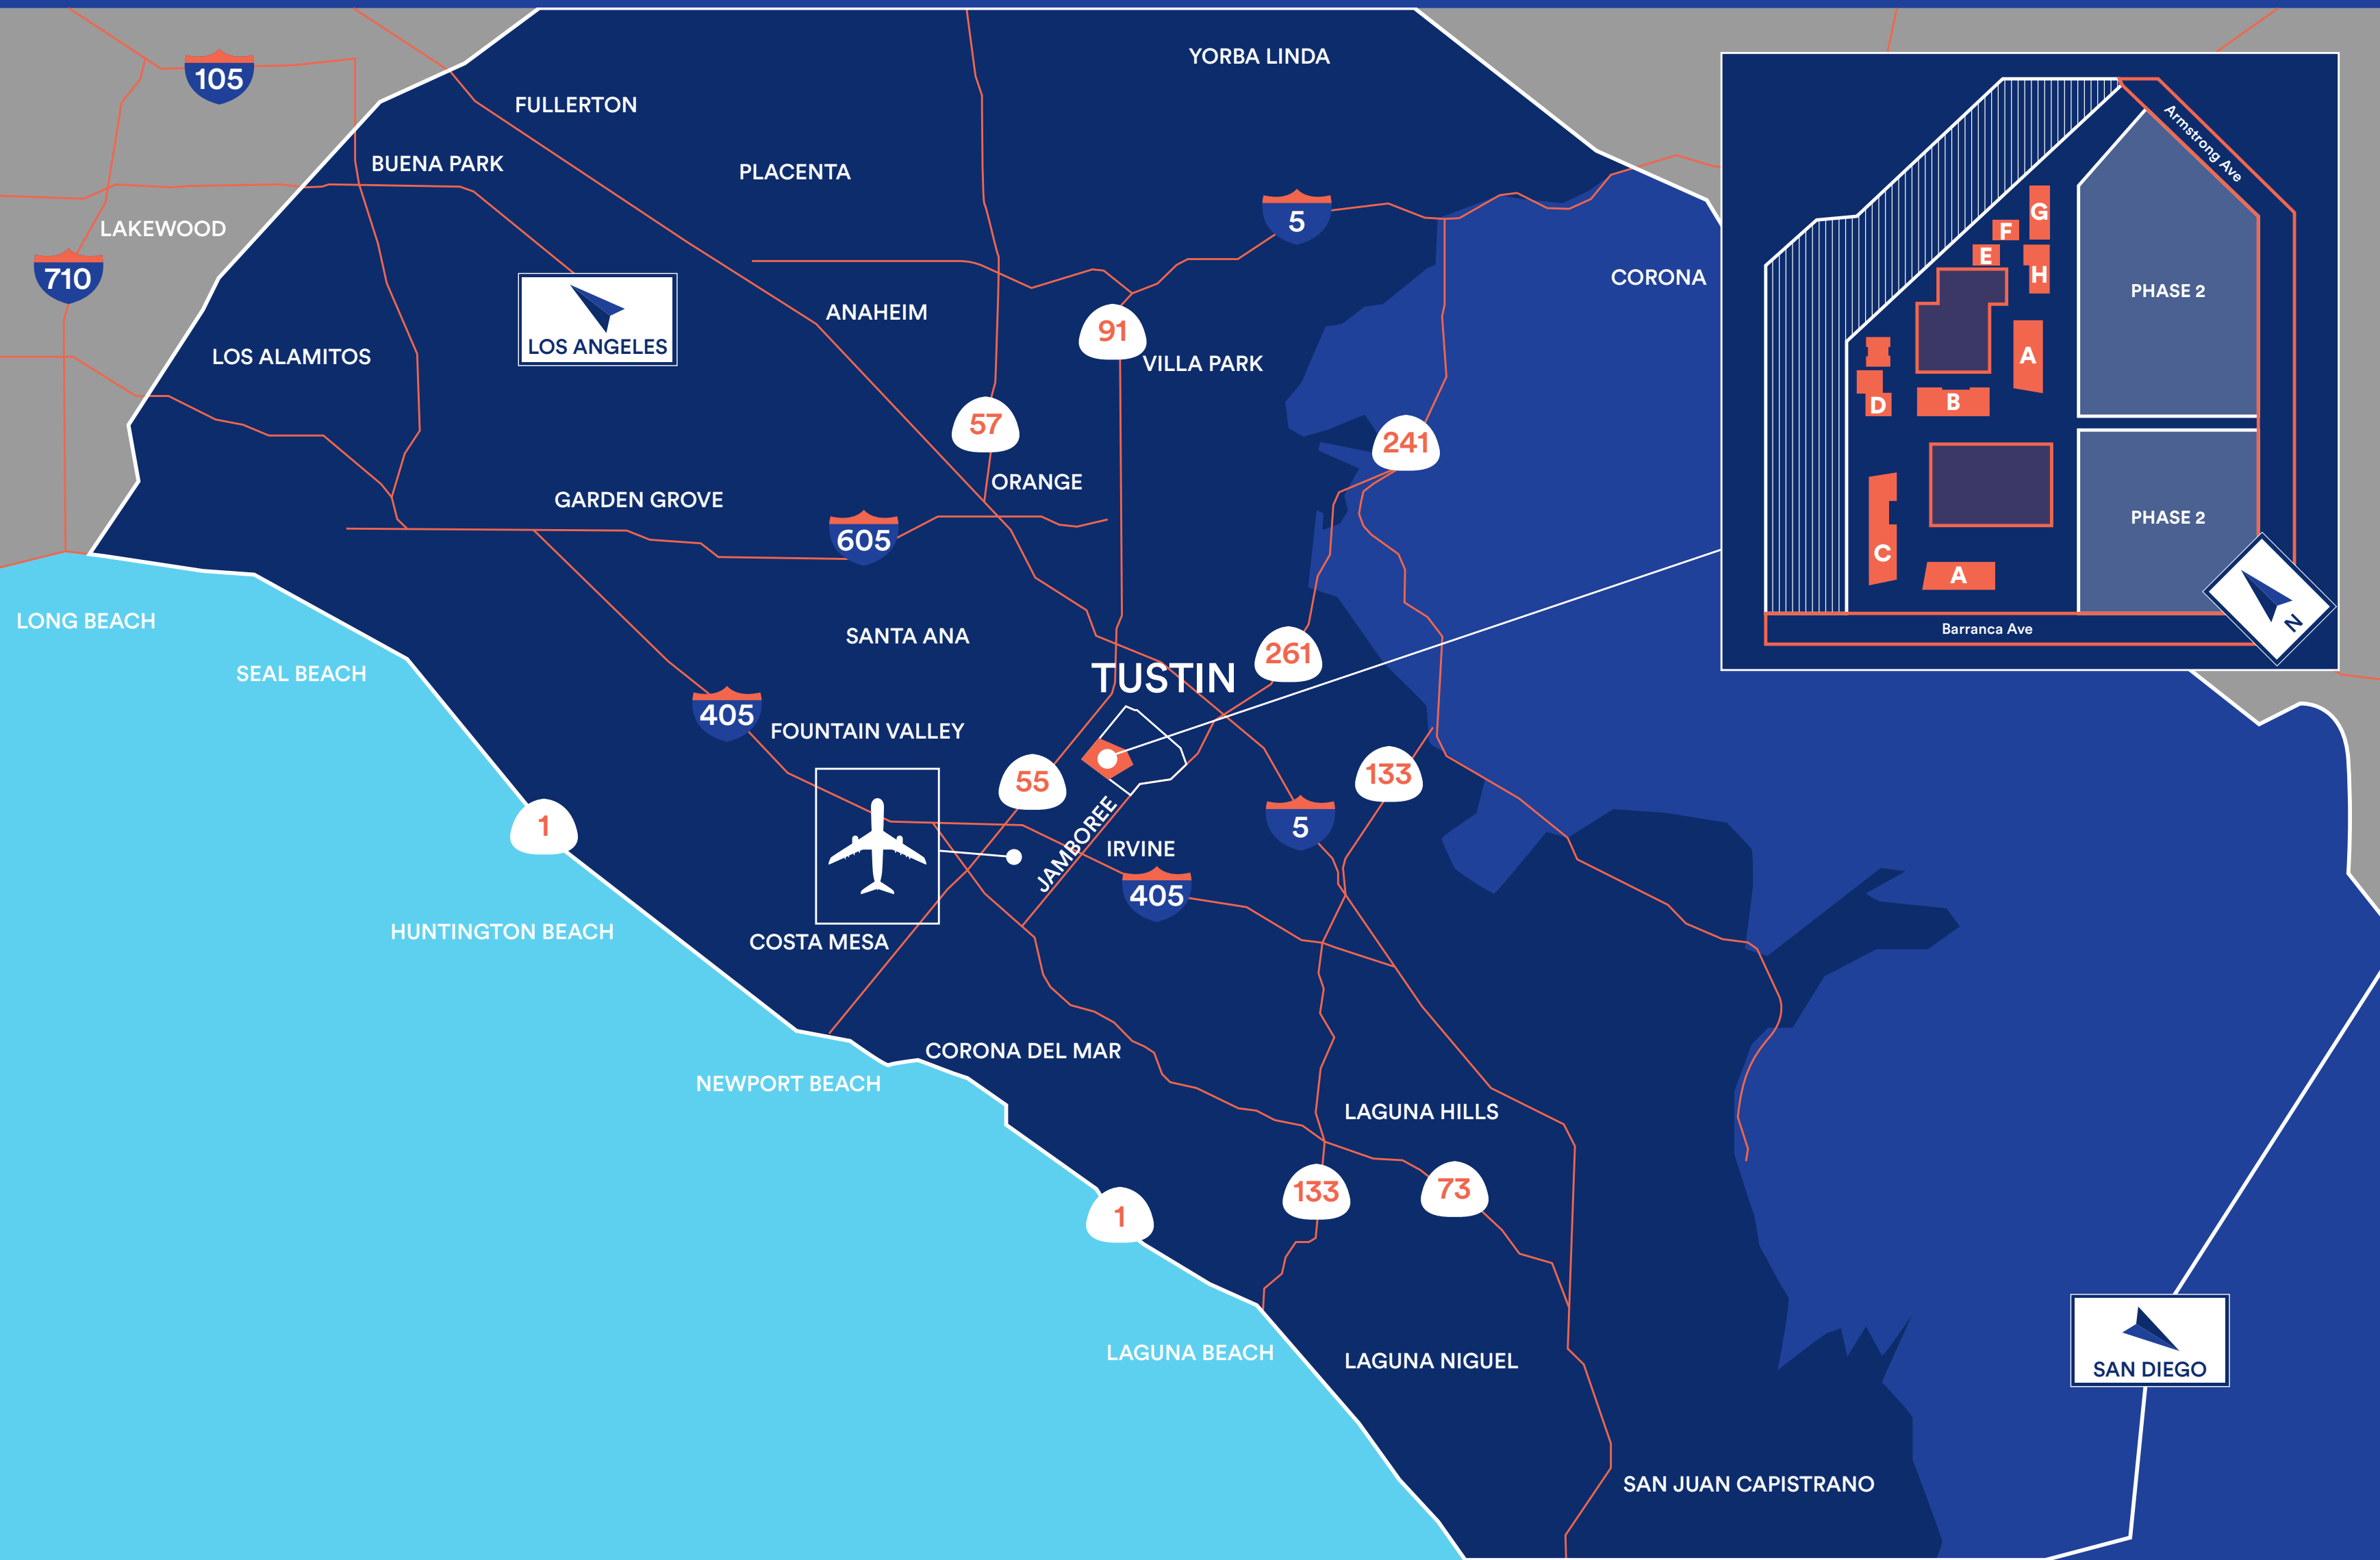 YORBA LINDA
105
FULLERTON
BUENA PARK
PLACENTA
5
LAKEWOOD
710
CORONA
ANAHEIM
91
LOS ANGELES
LOS ALAMITOS
VILLA PARK
57
241
ORANGE
GARDEN GROVE
605
LONG BEACH
SANTA ANA
261
SEAL BEACH
TUSTIN
405
FOUNTAIN VALLEY
55
133
1
5
JAMBOREE
IRVINE
405
HUNTINGTON BEACH
COSTA MESA
CORONA DEL MAR
NEWPORT BEACH
LAGUNA HILLS
133
73
1
LAGUNA BEACH
LAGUNA NIGUEL
SAN DIEGO
SAN JUAN CAPISTRANO
Armstrong Ave
G
F
E
H
PHASE 2
A
D
B
PHASE 2
C
A
N
Barranca Ave